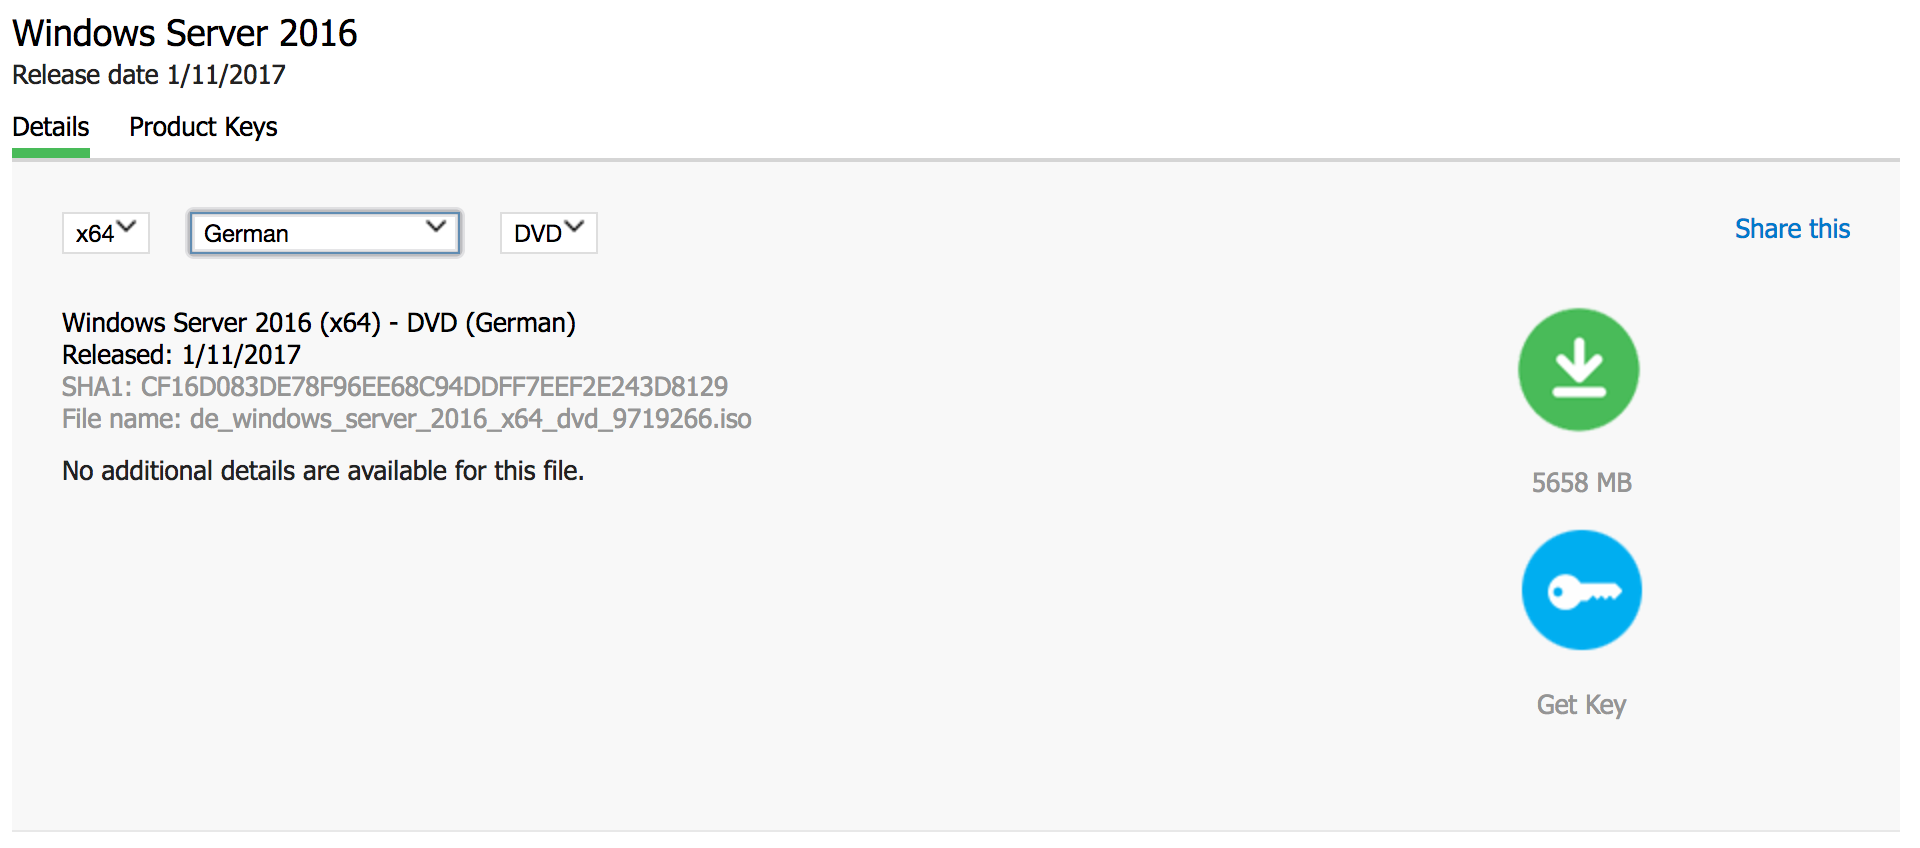 Windows Server 2016
Release date 1/11/2017
Details Product Keys
x64 German DVD Share this
Windows Server 2016 (x64) - DVD (German)
Released: 1/11/2017
SHA1: CF16D083DE78F96EE68C94DDFF7EEF2E243D8129
File name: de_windows_server_2016_x64_dvd_9719266.iso
No additional details are available for this file.
5658 MB
Get Key